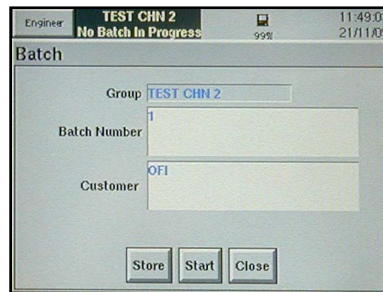 Engineer
TEST CHN 2
No Batch In Progress
99%
11:49:0
21/11/0
Batch
Group TEST CHN 2
Batch Number 1
Customer OFI
Store Start Close